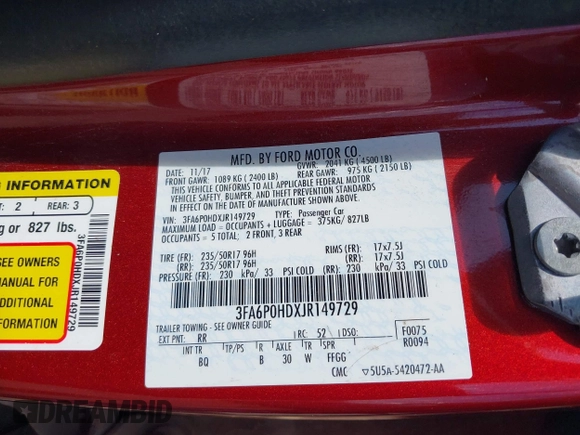 MFD. BY FORD MOTOR CO.
DATE: 11/17
GVWR: 2041 KG ( 4500 LB)
FRONT GAWR: 1089 KG ( 2400 LB)
REAR GAWR: 975 KG ( 2150 LB)
THIS VEHICLE CONFORMS TO ALL APPLICABLE FEDERAL MOTOR
VEHICLE SAFETY, BUMPER, AND THEFT PREVENTION STANDARDS
IN EFFECT ON THE DATE OF MANUFACTURE SHOWN ABOVE.
VIN: 3FA6P0HDXJR149729
TYPE: Passenger Car
MAXIMUM LOAD = OCCUPANTS + LUGGAGE = 375KG/ 827LB
OCCUPANTS = 5 TOTAL; 2 FRONT, 3 REAR
TIRE (FR): 235/50R17 96H
RIMS (FR): 17x7.5J
(RR): 235/50R17 96H
(RR): 17x7.5J
PRESSURE (FR): 230 kPa/ 33 PSI COLD
(RR): 230 kPa/ 33 PSI COLD
3FA6P0HDXJR149729
TRAILER TOWING - SEE OWNER GUIDE
EXT PNT: RR
RC: 52
DSO:
F0075
R0094
INT TR
TP/PS
R
AXLE
TR
SPR
BQ
B
30
W
FFGG
CMC
▽5U5A-5420472-AA
G INFORMATION
2
REAR: 3
g or 827 lbs.
SEE OWNERS
MANUAL FOR
ADDITIONAL
INFORMATION
3FA6P0HDXJR149729
DREAMBID